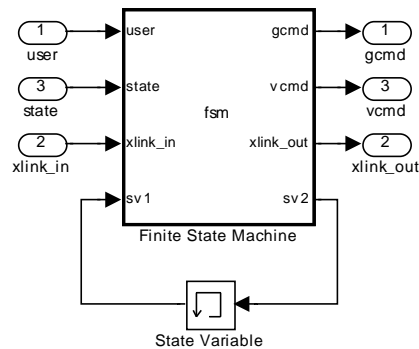 1
user
3
state
2
xlink_in
user
state
xlink_in
sv1
fsm
gcmd
vcmd
xlink_out
sv2
Finite State Machine
1
gcmd
3
vcmd
2
xlink_out
State Variable